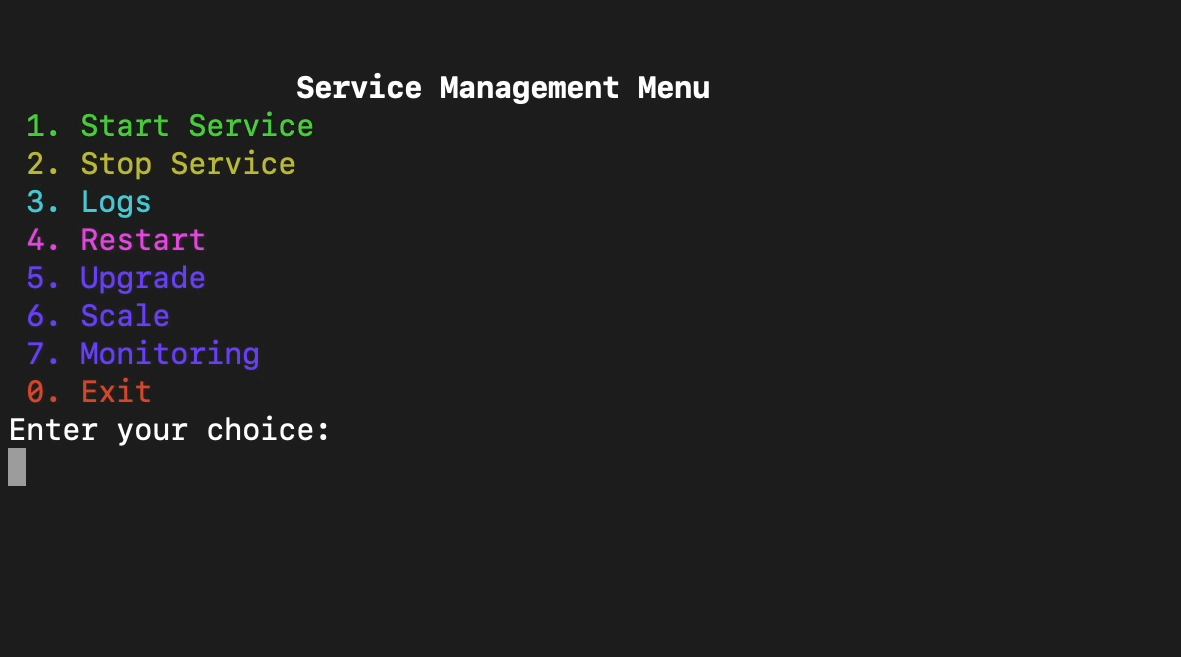 Service Management Menu
1. Start Service
2. Stop Service
3. Logs
4. Restart
5. Upgrade
6. Scale
7. Monitoring
0. Exit
Enter your choice: